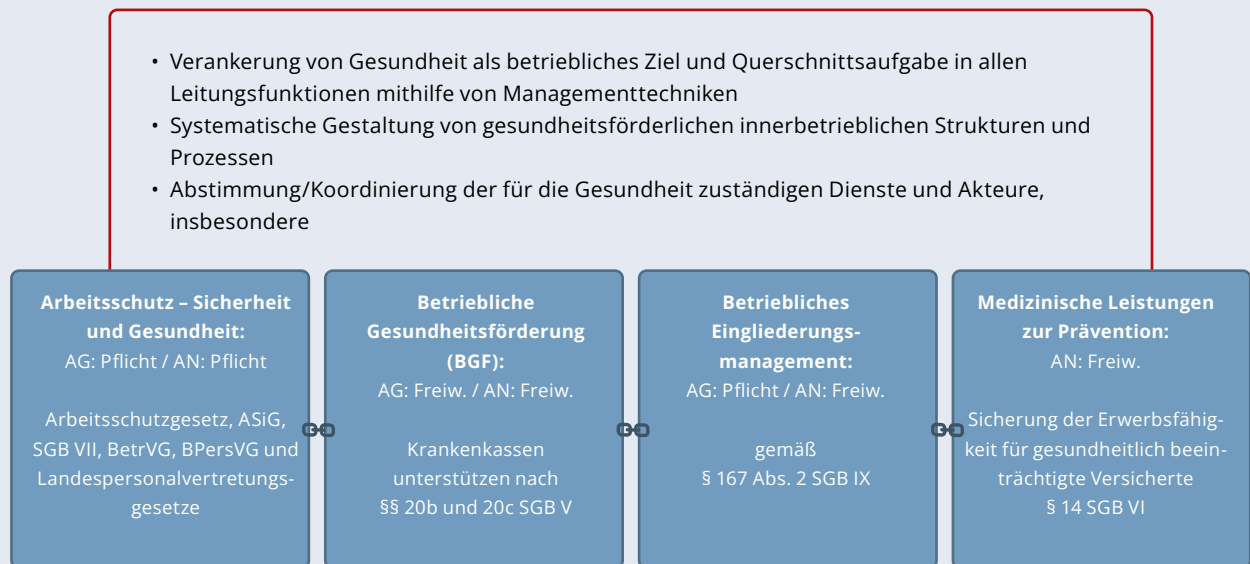 • Verankerung von Gesundheit als betriebliches Ziel und Querschnittsaufgabe in allen
Leitungsfunktionen mithilfe von Managementtechniken
• Systematische Gestaltung von gesundheitsförderlichen innerbetrieblichen Strukturen und
Prozessen
• Abstimmung/Koordinierung der für die Gesundheit zuständigen Dienste und Akteure,
insbesondere
Arbeitsschutz – Sicherheit
und Gesundheit:
AG: Pflicht / AN: Pflicht
Arbeitsschutzgesetz, ASiG,
SGB VII, BetrVG, BPersVG und
Landespersonalvertretungs-
gesetze
Betriebliche
Gesundheitsförderung
(BGF):
AG: Freiw. / AN: Freiw.
Krankenkassen
unterstützen nach
§§ 20b und 20c SGB V
Betriebliches
Eingliederungs-
management:
AG: Pflicht / AN: Freiw.
gemäß
§ 167 Abs. 2 SGB IX
Medizinische Leistungen
zur Prävention:
AN: Freiw.
Sicherung der Erwerbsfähig-
keit für gesundheitlich beein-
trächtigte Versicherte
§ 14 SGB VI